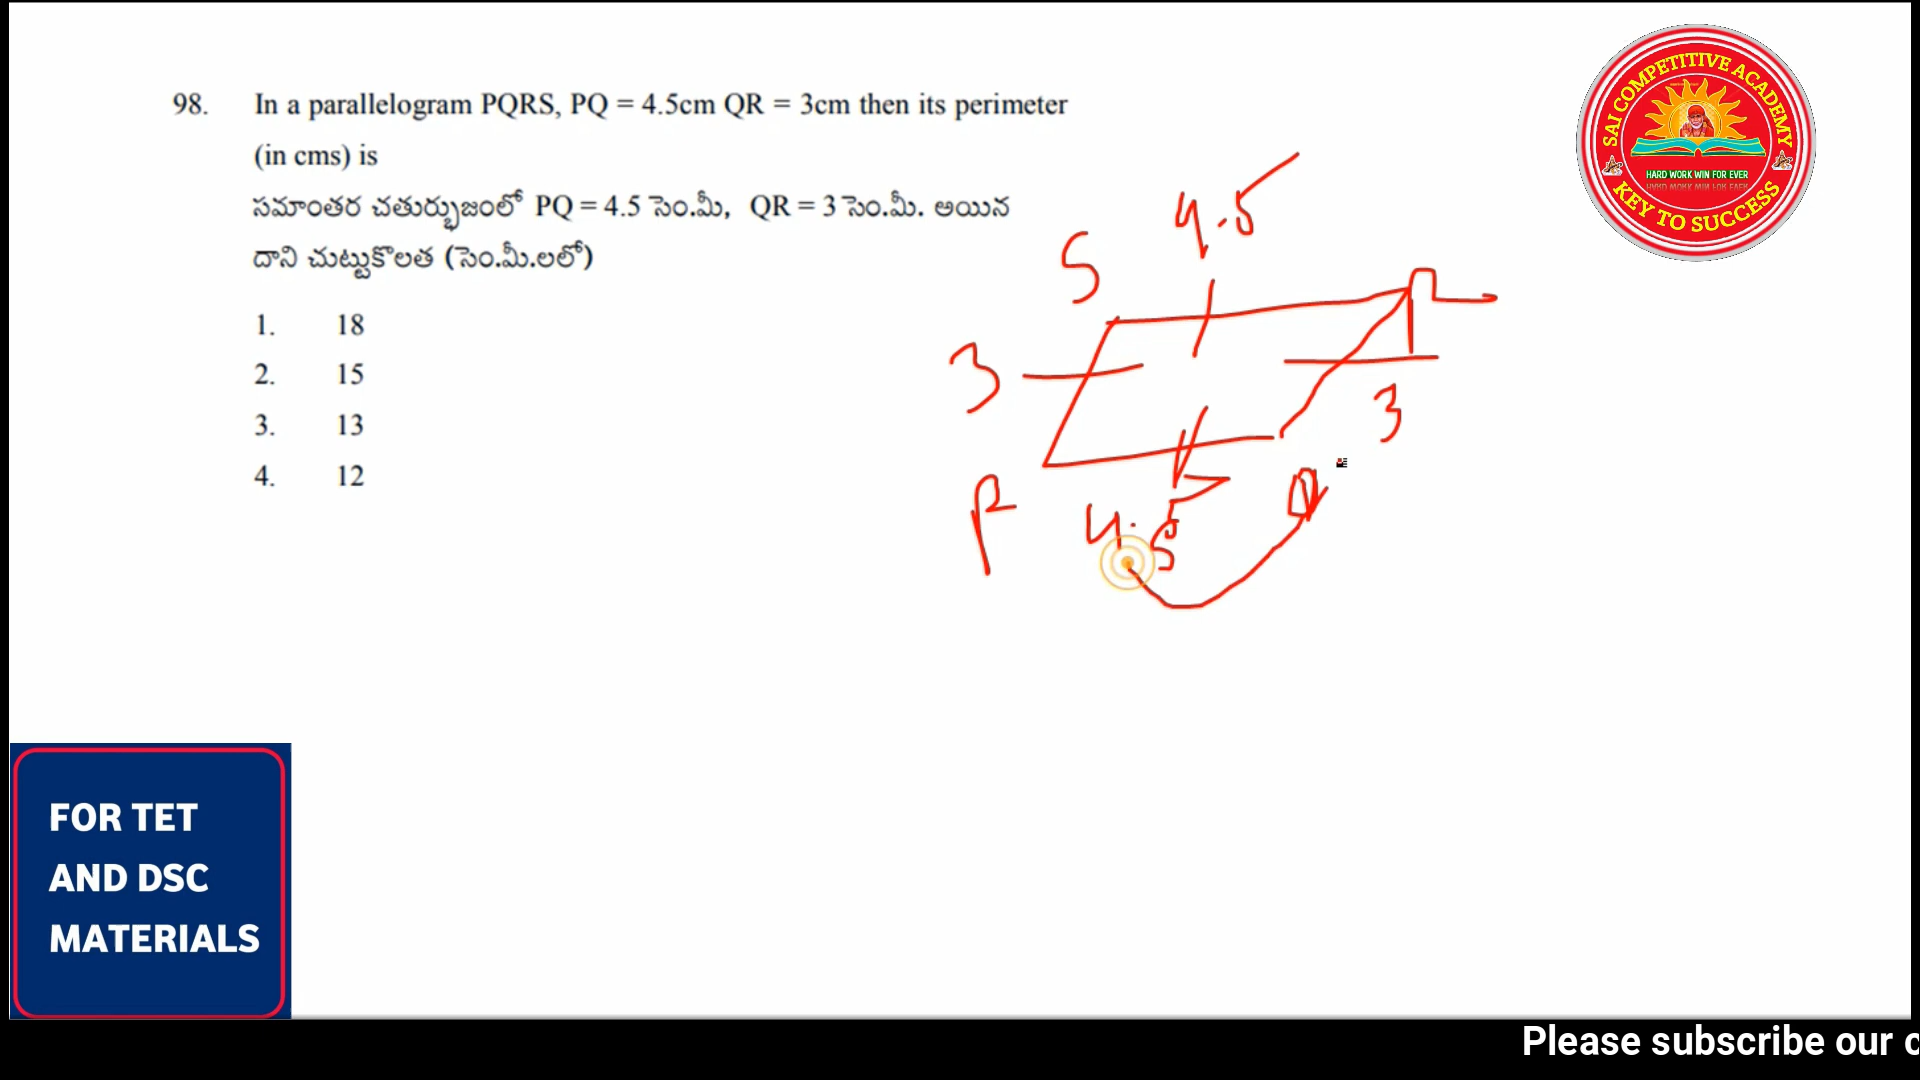 98. In a parallelogram PQRS, PQ = 4.5cm QR = 3cm then its perimeter
(in cms) is
సమాంతర చతుర్భుజంలో PQ = 4.5 సెం.మీ, QR = 3 సెం.మీ. అయిన
దాని చుట్టుకొలత (సెం.మీ.లలో)
1. 18
2. 15
3. 13
4. 12
4.5
S
R
3
3
P
4.5
Q
SAI COMPETITIVE ACADEMY
HARD WORK WIN FOR EVER
KEY TO SUCCESS
FOR TET
AND DSC
MATERIALS
Please subscribe our